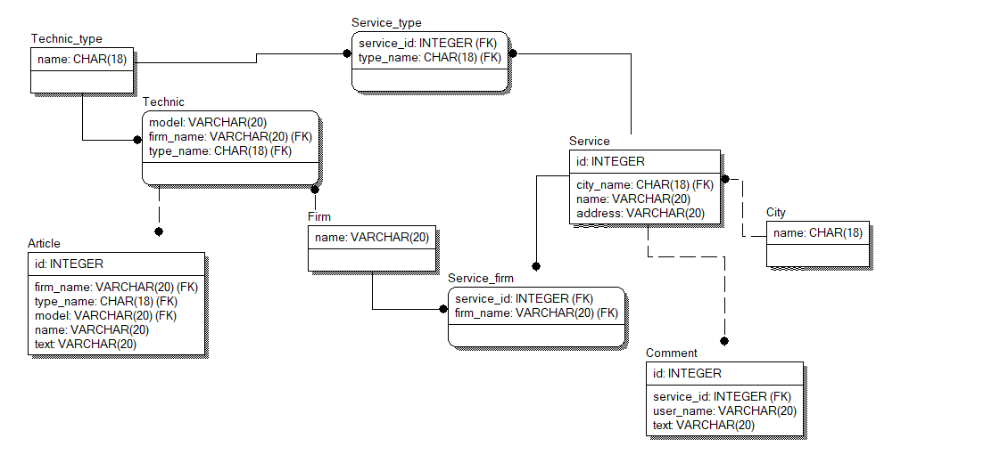 Technic_type
name: CHAR(18)
Service_type
service_id: INTEGER (FK)
type_name: CHAR(18) (FK)
Technic
model: VARCHAR(20)
firm_name: VARCHAR(20) (FK)
type_name: CHAR(18) (FK)
Service
id: INTEGER
city_name: CHAR(18) (FK)
name: VARCHAR(20)
address: VARCHAR(20)
City
name: CHAR(18)
Firm
name: VARCHAR(20)
Article
id: INTEGER
firm_name: VARCHAR(20) (FK)
type_name: CHAR(18) (FK)
model: VARCHAR(20) (FK)
name: VARCHAR(20)
text: VARCHAR(20)
Service_firm
service_id: INTEGER (FK)
firm_name: VARCHAR(20) (FK)
Comment
id: INTEGER
service_id: INTEGER (FK)
user_name: VARCHAR(20)
text: VARCHAR(20)